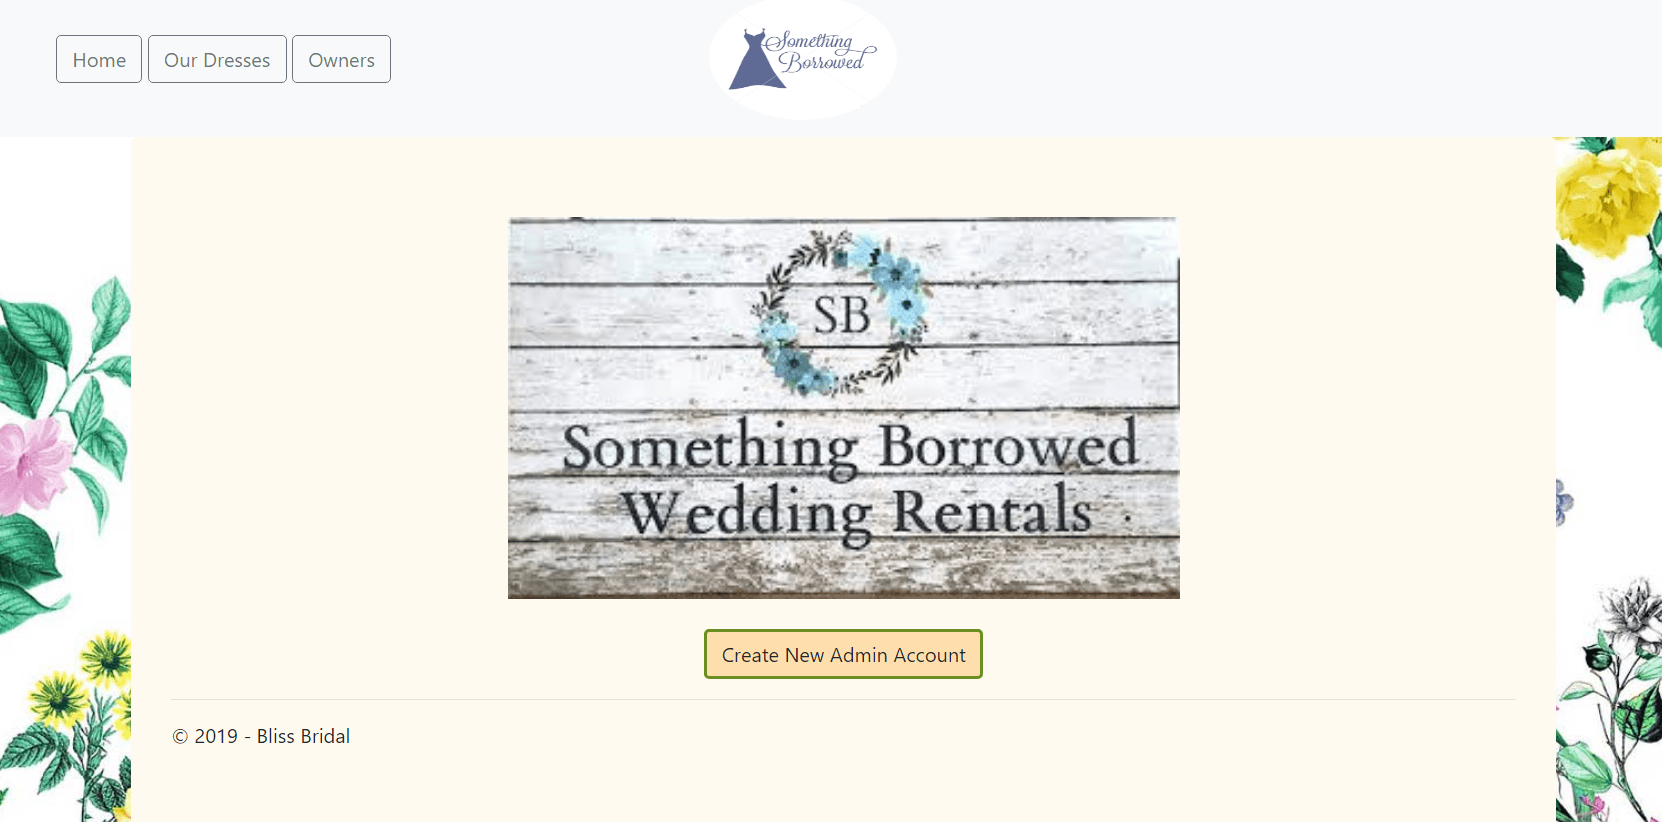 Home
Our Dresses
Owners
Something
Borrowed
SB
Something Borrowed
Wedding Rentals
Create New Admin Account
© 2019 - Bliss Bridal